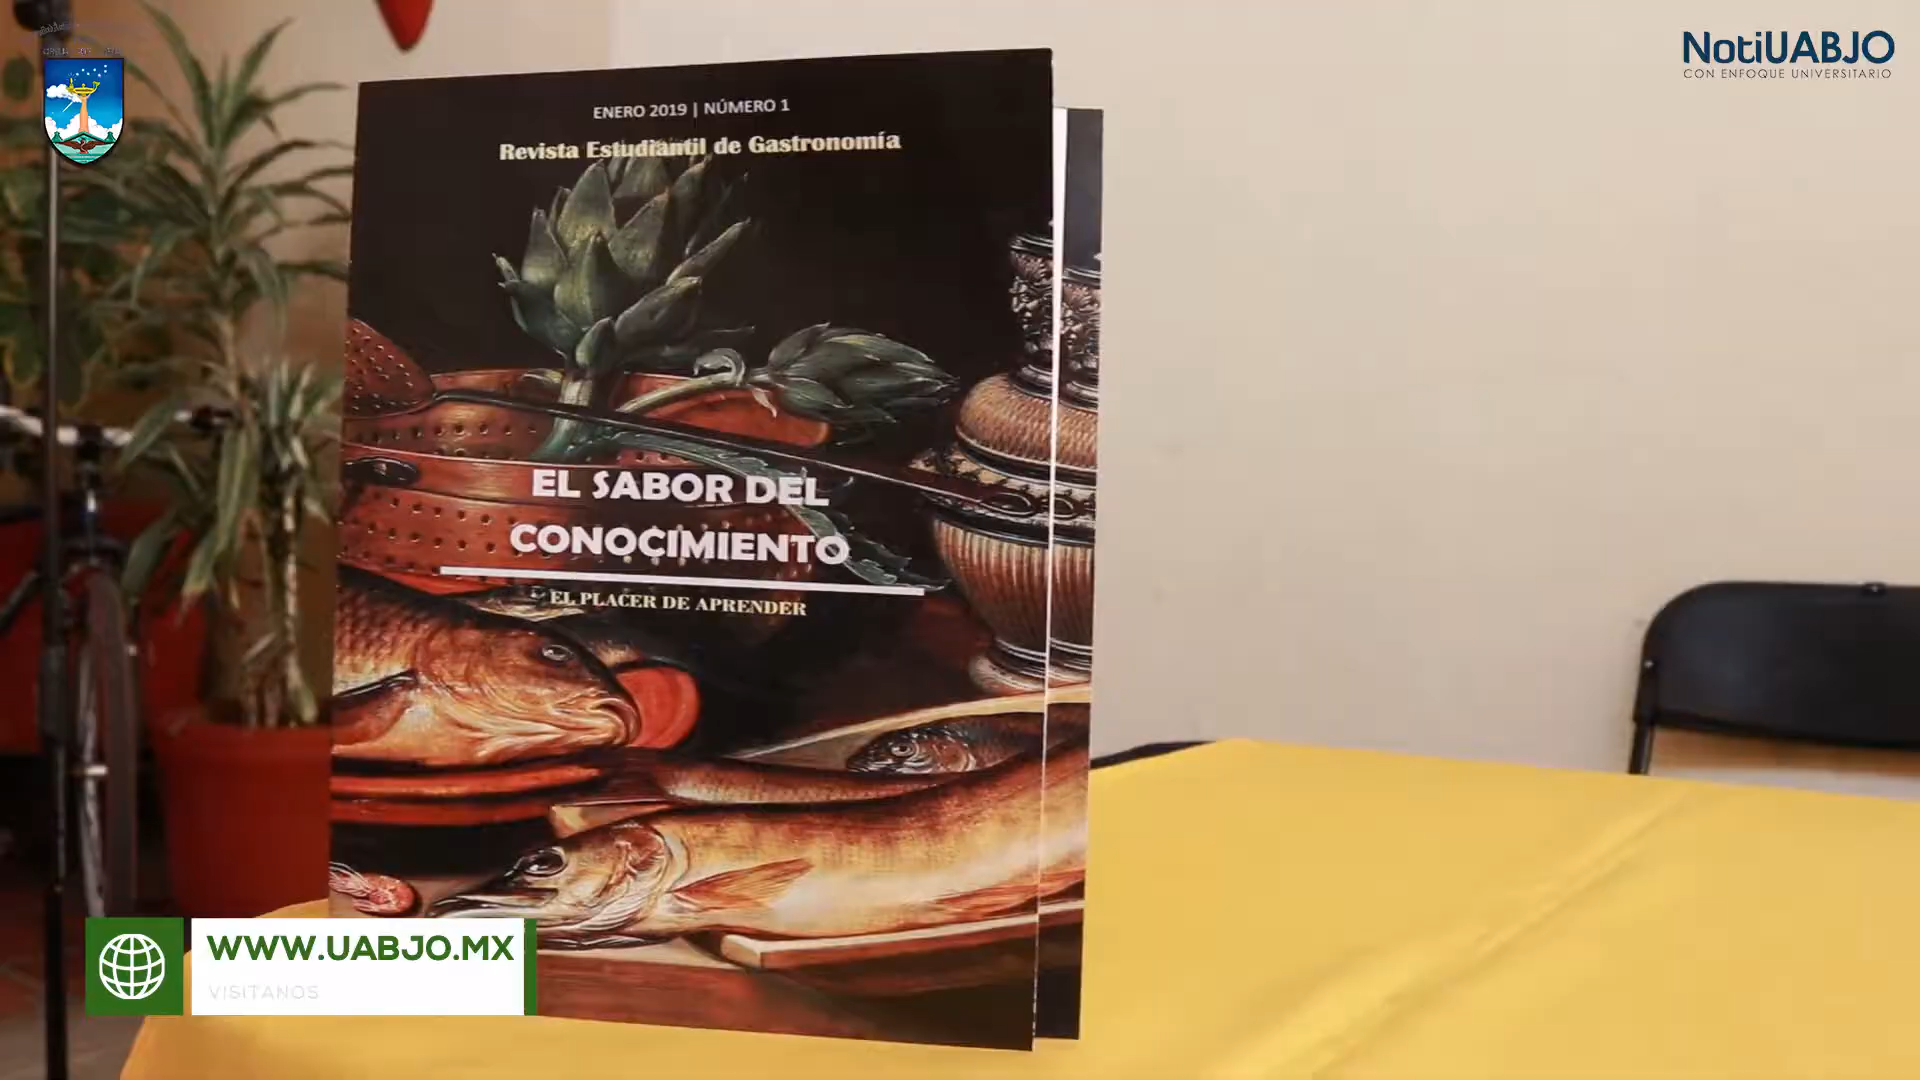 NotiUABJO
CON ENFOQUE UNIVERSITARIO
ENERO 2019 | NÚMERO 1
Revista Estudiantil de Gastronomía
EL SABOR DEL
CONOCIMIENTO
EL PLACER DE APRENDER
WWW.UABJO.MX
VISITANOS